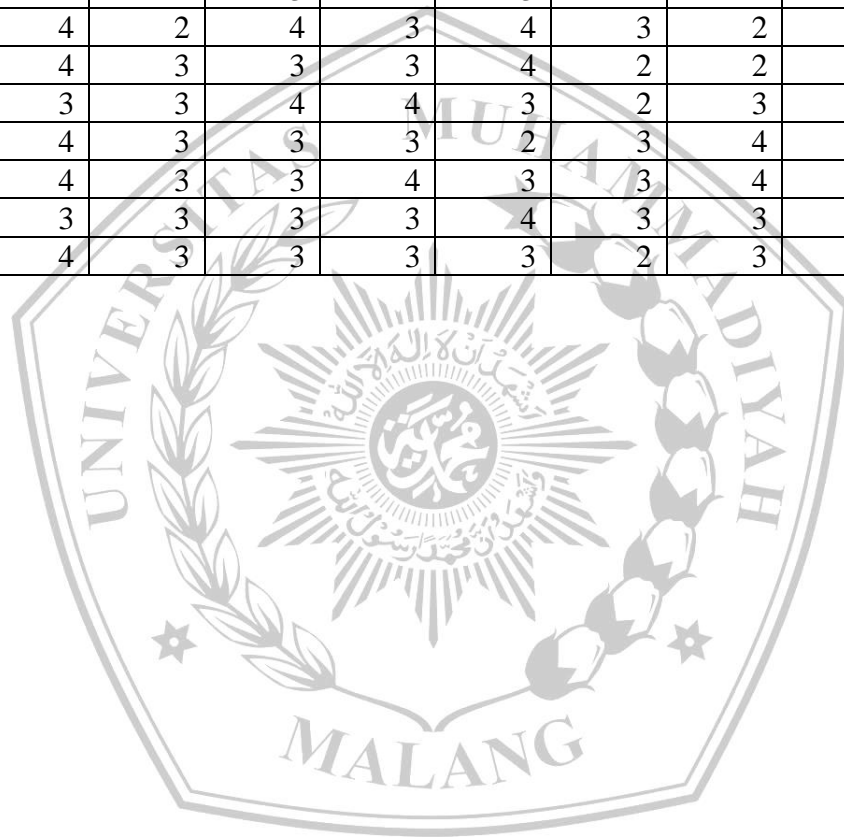 4 2 4 3 4 3 2
4 3 3 3 4 2 2
3 3 4 4 3 2 3
4 3 3 3 2 3 4
4 3 3 4 3 3 4
3 3 3 3 4 3 3
4 3 3 3 3 2 3
UNIVERSITAS MUHAMMADIYAH
MALANG